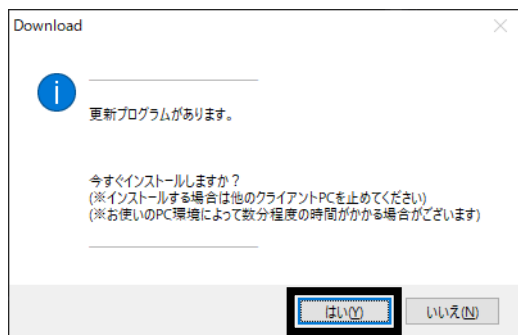 Download
更新プログラムがあります。
今すぐインストールしますか？
(※インストールする場合は他のクライアントPCを止めてください)
(※お使いのPC環境によって数分程度の時間がかかる場合がございます)
はい(Y)
いいえ(N)